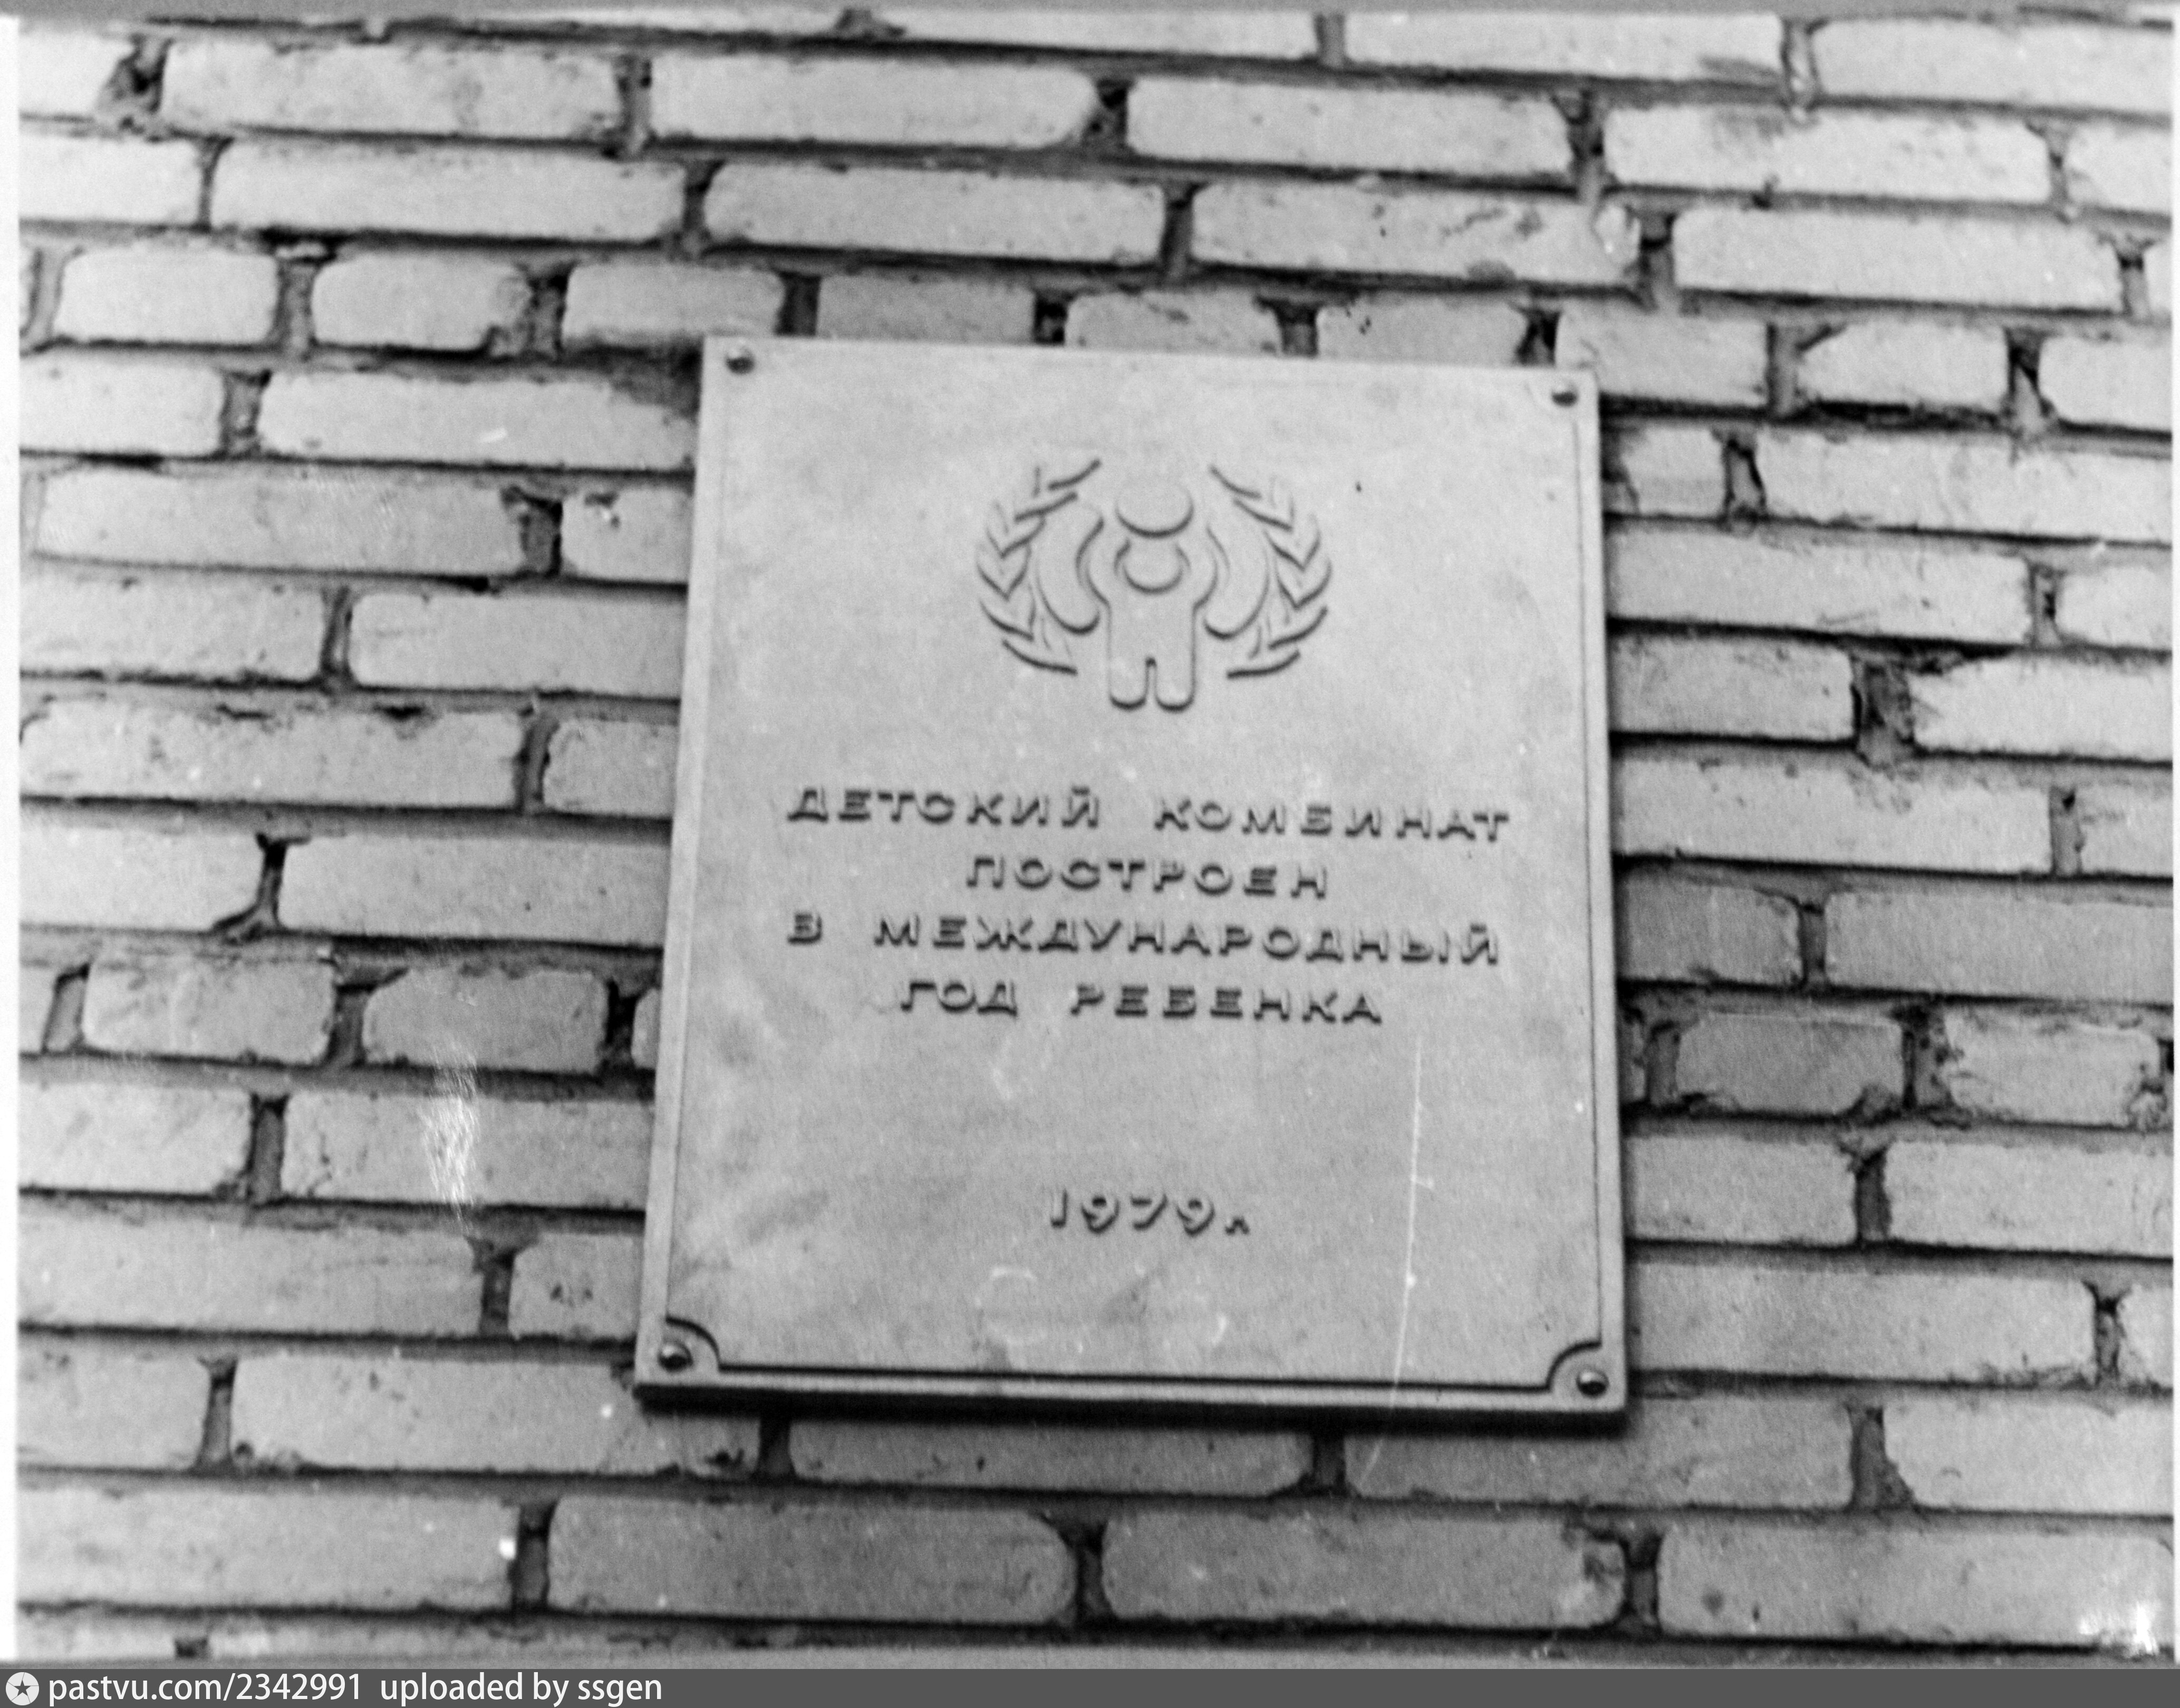 ДЕТСКИЙ КОМБИНАТ
ПОСТРОЕН
В МЕЖДУНАРОДНЫЙ
ГОД РЕБЕНКА
1979г.
pastvu.com/2342991 uploaded by ssgen